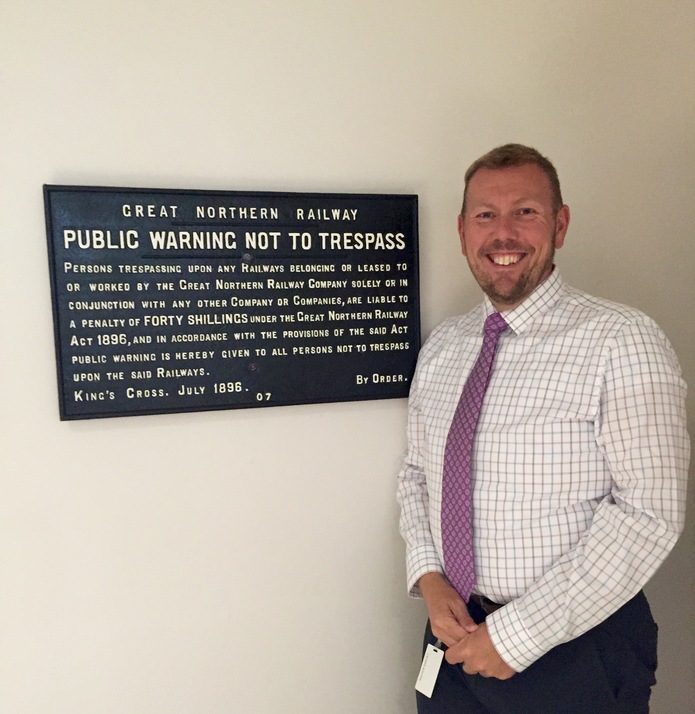 GREAT NORTHERN RAILWAY
PUBLIC WARNING NOT TO TRESPASS
PERSONS TRESPASSING UPON ANY RAILWAYS BELONGING OR LEASED TO
OR WORKED BY THE GREAT NORTHERN RAILWAY COMPANY SOLELY OR IN
CONJUNCTION WITH ANY OTHER COMPANY OR COMPANIES, ARE LIABLE TO
A PENALTY OF FORTY SHILLINGS UNDER THE GREAT NORTHERN RAILWAY
ACT 1896, AND IN ACCORDANCE WITH THE PROVISIONS OF THE SAID ACT
PUBLIC WARNING IS HEREBY GIVEN TO ALL PERSONS NOT TO TRESPASS
UPON THE SAID RAILWAYS.
BY ORDER.
KING'S CROSS. JULY 1896.
07